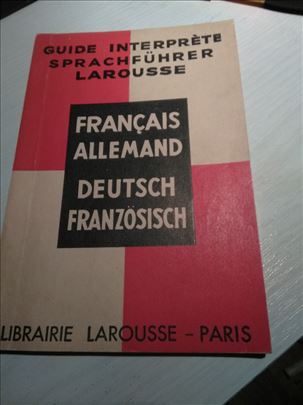 GUIDE INTERPRÈTE
SPRACHFÜHRER
LAROUSSE
FRANÇAIS
ALLEMAND
DEUTSCH
FRANZÖSISCH
LIBRAIRIE LAROUSSE – PARIS